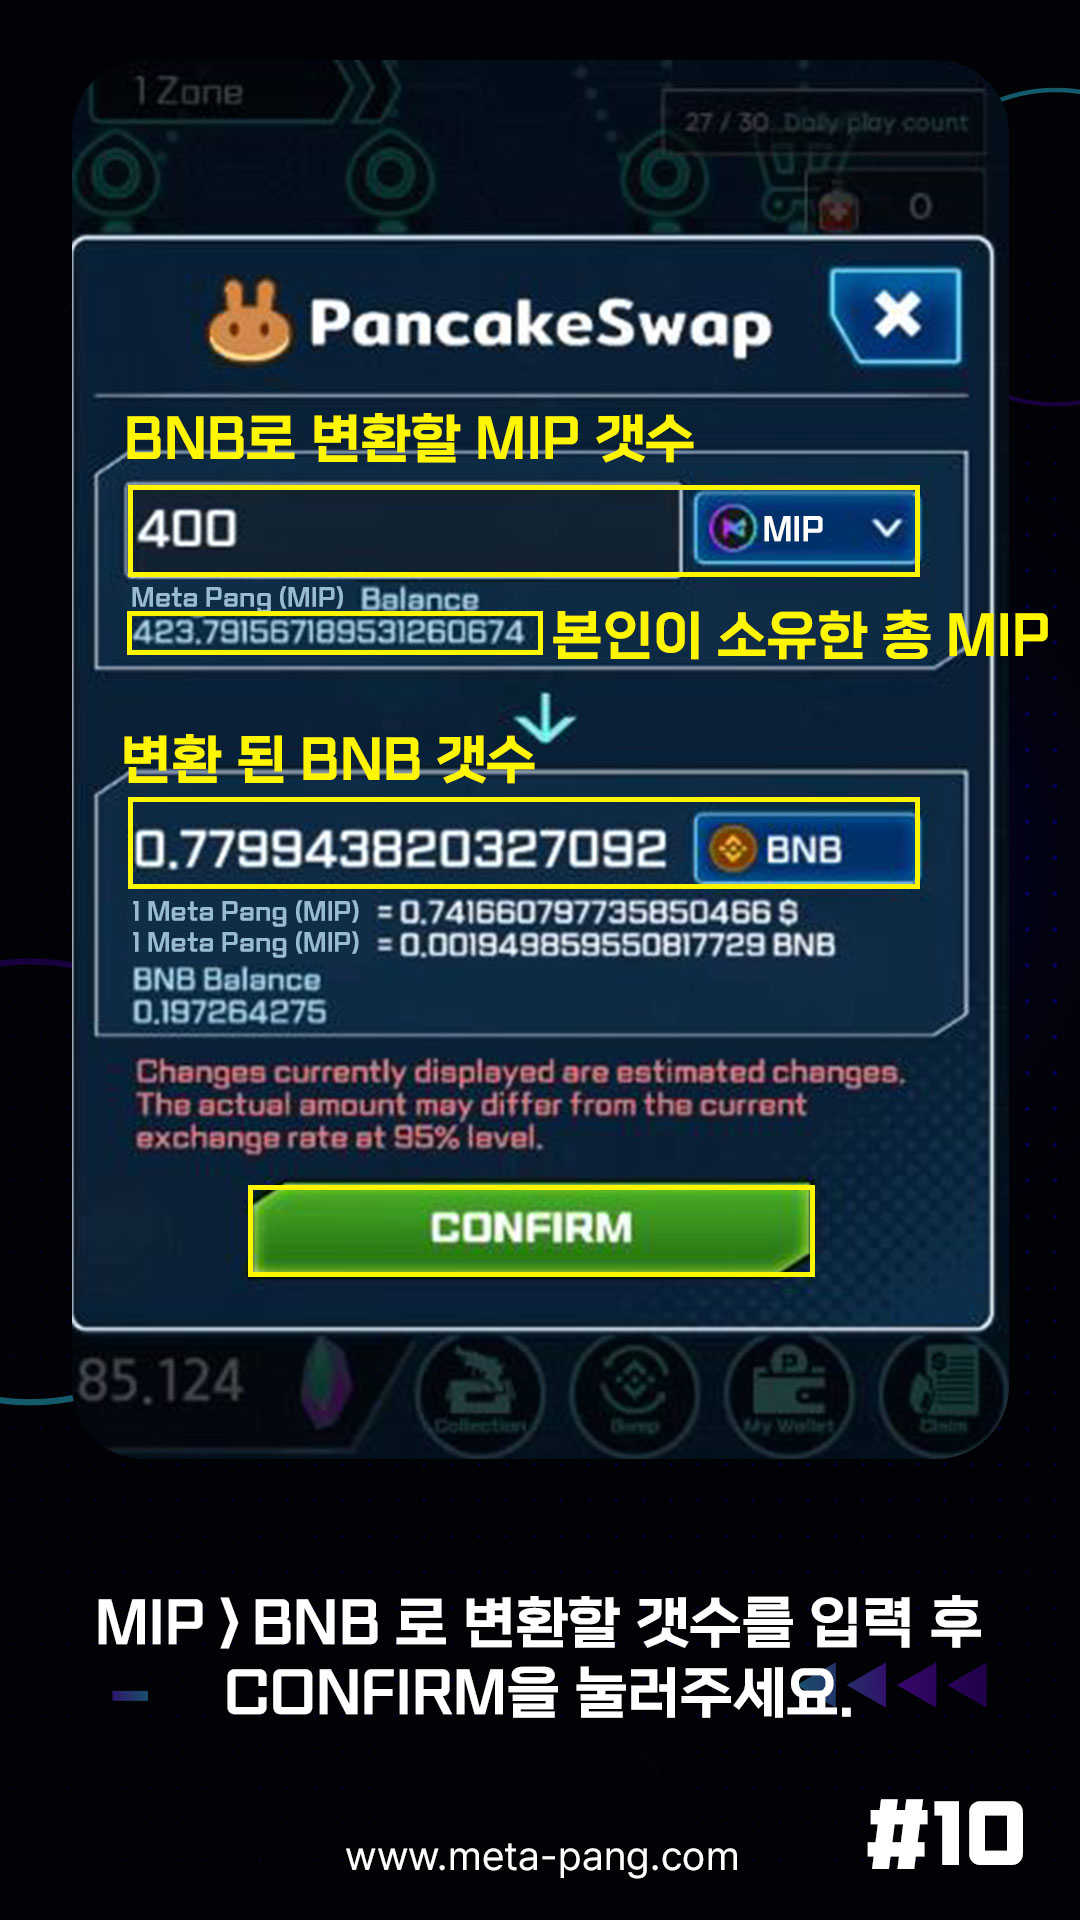 1 Zone
27 / 30 Daily play count
0
PancakeSwap
BNB로 변환할 MIP 갯수
400
MIP
Meta Pang (MIP) Balance
423.791567189531260674
본인이 소유한 총 MIP
변환 된 BNB 갯수
0.779943820327092
BNB
1 Meta Pang (MIP) = 0.741660797735850466 $
1 Meta Pang (MIP) = 0.001949859550817729 BNB
BNB Balance
0.197264275
Changes currently displayed are estimated changes.
The actual amount may differ from the current
exchange rate at 95% level.
CONFIRM
85.124
Collection
Swap
My Wallet
Claim
MIP > BNB 로 변환할 갯수를 입력 후
CONFIRM을 눌러주세요.
#10
www.meta-pang.com